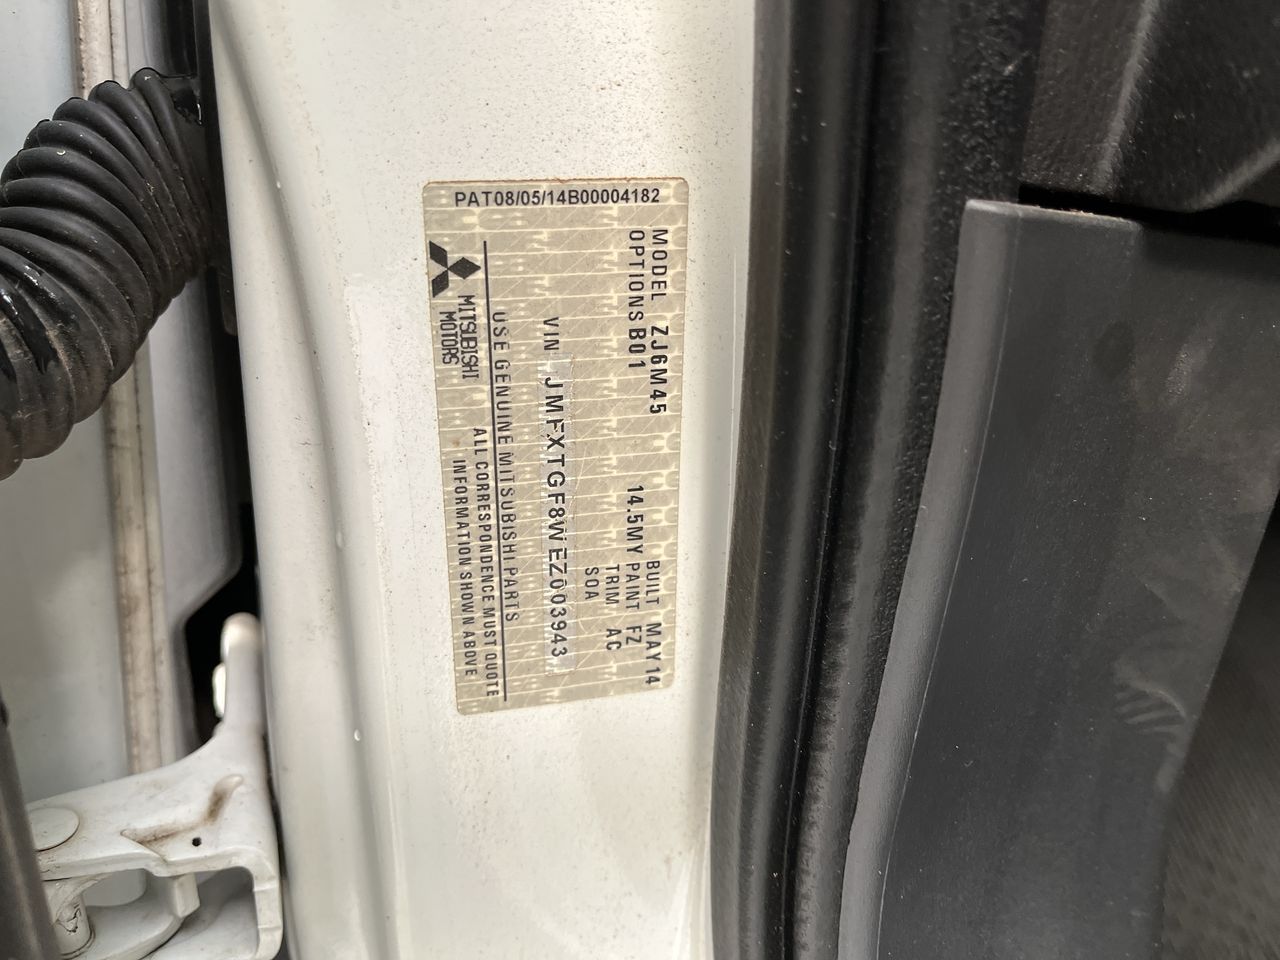 PAT08/05/14B00004182
MODEL ZJ6M45
OPTIONS B01
BUILT MAY14
14.5MY PAINT FZ
TRIM AC
SOA
VIN JMFXTGF8WEZ003943
USE GENUINE MITSUBISHI PARTS
MITSUBISHI
MOTORS
ALL CORRESPONDENCE MUST QUOTE
INFORMATION SHOWN ABOVE